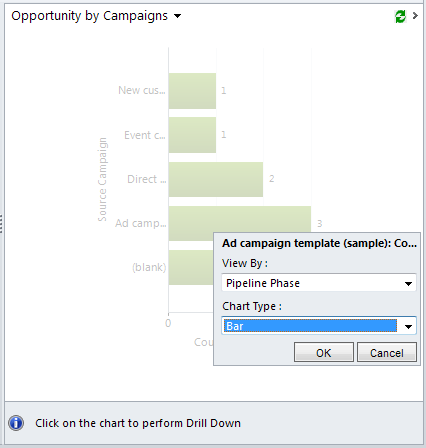 Opportunity by Campaigns
New cus...
1
Event c...
1
Direct ...
2
Ad camp...
3
(blank)
Source Campaign
0
Cou
Ad campaign template (sample): Co...
View By :
Pipeline Phase
Chart Type :
Bar
OK
Cancel
Click on the chart to perform Drill Down